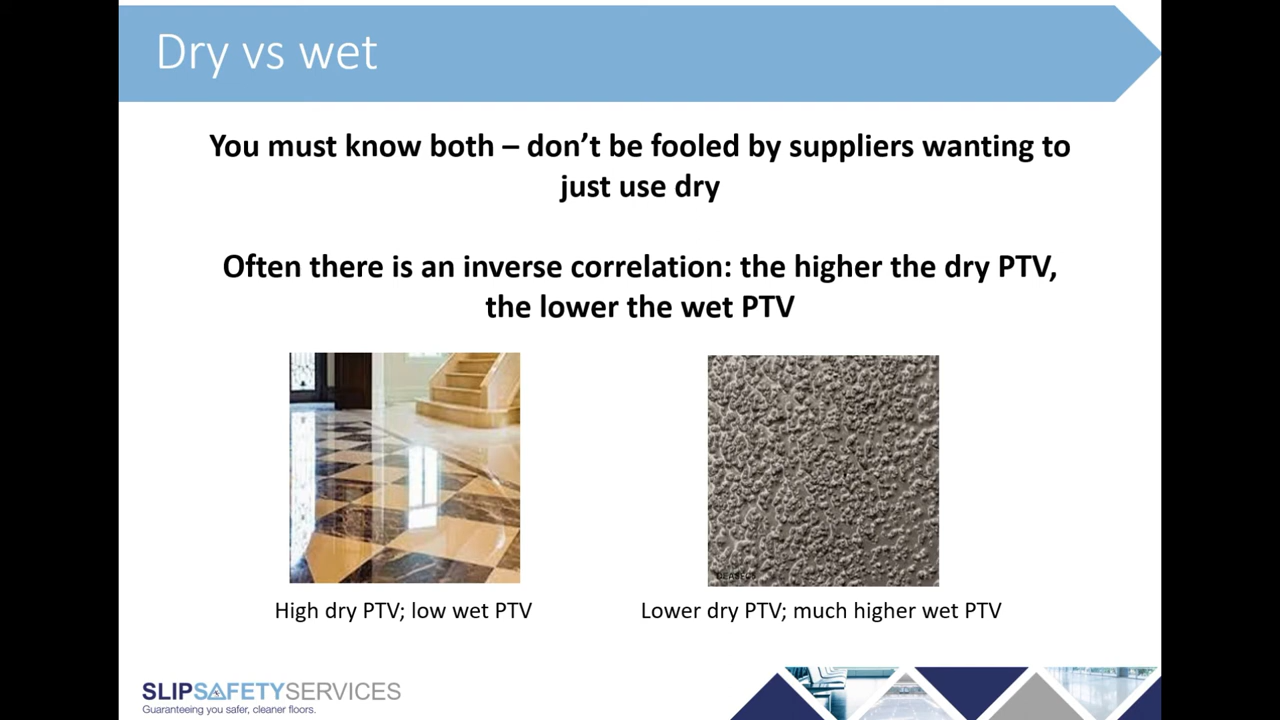 Dry vs wet
You must know both – don’t be fooled by suppliers wanting to
just use dry
Often there is an inverse correlation: the higher the dry PTV,
the lower the wet PTV
High dry PTV; low wet PTV
Lower dry PTV; much higher wet PTV
SLIPSAFETYSERVICES
Guaranteeing you safer, cleaner floors.